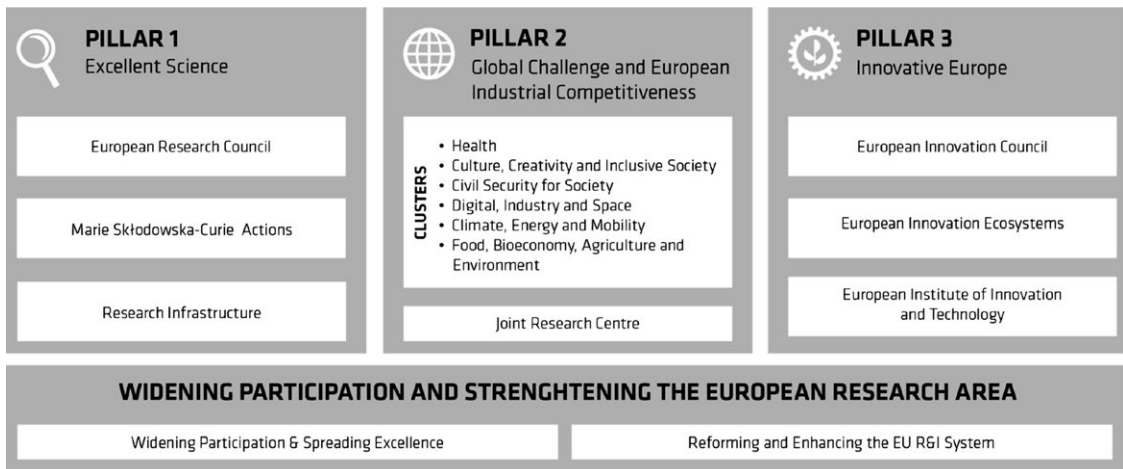 PILLAR 1
Excellent Science
European Research Council
Marie Skłodowska-Curie Actions
Research Infrastructure
PILLAR 2
Global Challenge and European
Industrial Competitiveness
CLUSTERS
• Health
• Culture, Creativity and Inclusive Society
• Civil Security for Society
• Digital, Industry and Space
• Climate, Energy and Mobility
• Food, Bioeconomy, Agriculture and
Environment
Joint Research Centre
PILLAR 3
Innovative Europe
European Innovation Council
European Innovation Ecosystems
European Institute of Innovation
and Technology
WIDENING PARTICIPATION AND STRENGHTENING THE EUROPEAN RESEARCH AREA
Widening Participation & Spreading Excellence
Reforming and Enhancing the EU R&I System